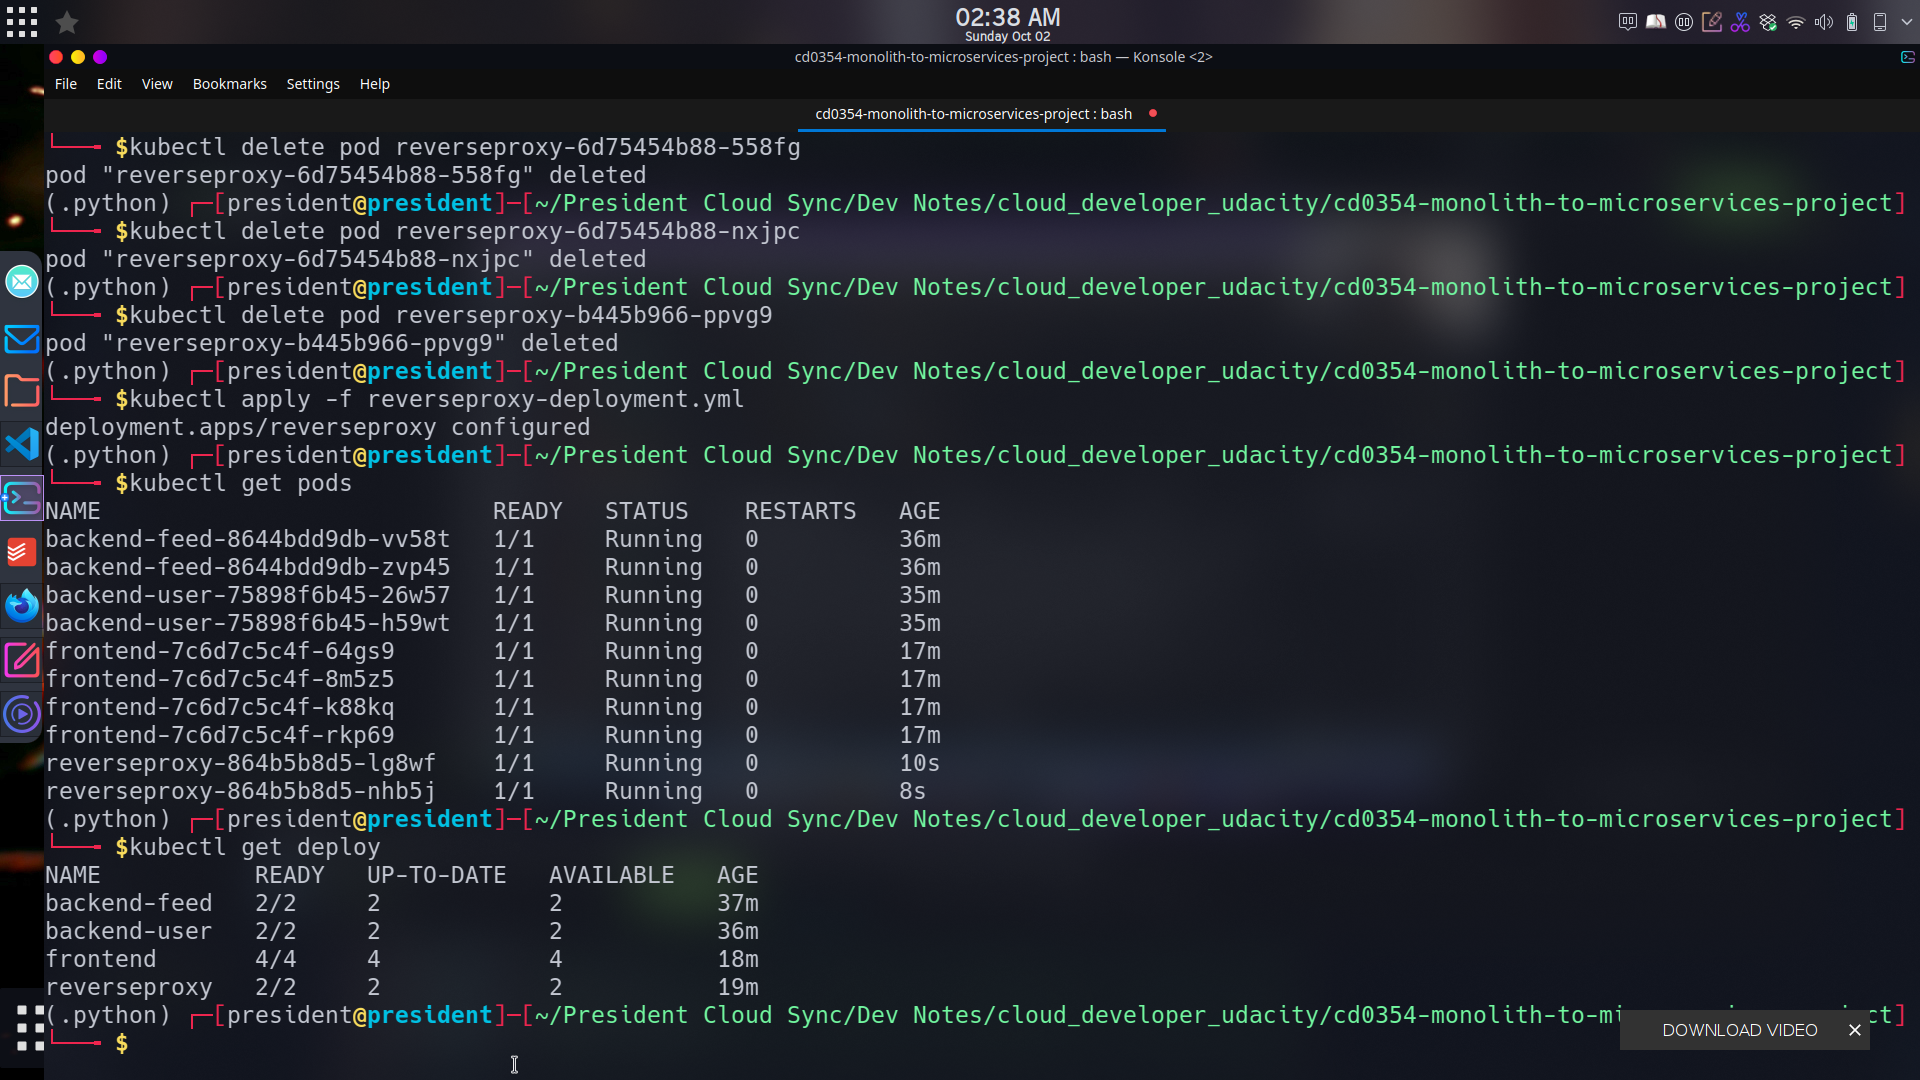 02:38 AM
Sunday Oct 02
cd0354-monolith-to-microservices-project : bash — Konsole <2>
File Edit View Bookmarks Settings Help
cd0354-monolith-to-microservices-project : bash
$kubectl delete pod reverseproxy-6d75454b88-558fg
pod "reverseproxy-6d75454b88-558fg" deleted
(.python) ┌─[president@president]─[~/President Cloud Sync/Dev Notes/cloud_developer_udacity/cd0354-monolith-to-microservices-project]
└──╼ $kubectl delete pod reverseproxy-6d75454b88-nxjpc
pod "reverseproxy-6d75454b88-nxjpc" deleted
(.python) ┌─[president@president]─[~/President Cloud Sync/Dev Notes/cloud_developer_udacity/cd0354-monolith-to-microservices-project]
└──╼ $kubectl delete pod reverseproxy-b445b966-ppvg9
pod "reverseproxy-b445b966-ppvg9" deleted
(.python) ┌─[president@president]─[~/President Cloud Sync/Dev Notes/cloud_developer_udacity/cd0354-monolith-to-microservices-project]
└──╼ $kubectl apply -f reverseproxy-deployment.yml
deployment.apps/reverseproxy configured
(.python) ┌─[president@president]─[~/President Cloud Sync/Dev Notes/cloud_developer_udacity/cd0354-monolith-to-microservices-project]
└──╼ $kubectl get pods
NAME READY STATUS RESTARTS AGE
backend-feed-8644bdd9db-vv58t 1/1 Running 0 36m
backend-feed-8644bdd9db-zvp45 1/1 Running 0 36m
backend-user-75898f6b45-26w57 1/1 Running 0 35m
backend-user-75898f6b45-h59wt 1/1 Running 0 35m
frontend-7c6d7c5c4f-64gs9 1/1 Running 0 17m
frontend-7c6d7c5c4f-8m5z5 1/1 Running 0 17m
frontend-7c6d7c5c4f-k88kq 1/1 Running 0 17m
frontend-7c6d7c5c4f-rkp69 1/1 Running 0 17m
reverseproxy-864b5b8d5-lg8wf 1/1 Running 0 10s
reverseproxy-864b5b8d5-nhb5j 1/1 Running 0 8s
(.python) ┌─[president@president]─[~/President Cloud Sync/Dev Notes/cloud_developer_udacity/cd0354-monolith-to-microservices-project]
└──╼ $kubectl get deploy
NAME READY UP-TO-DATE AVAILABLE AGE
backend-feed 2/2 2 2 37m
backend-user 2/2 2 2 36m
frontend 4/4 4 4 18m
reverseproxy 2/2 2 2 19m
(.python) ┌─[president@president]─[~/President Cloud Sync/Dev Notes/cloud_developer_udacity/cd0354-monolith-to-m
└──╼ $
DOWNLOAD VIDEO ✕